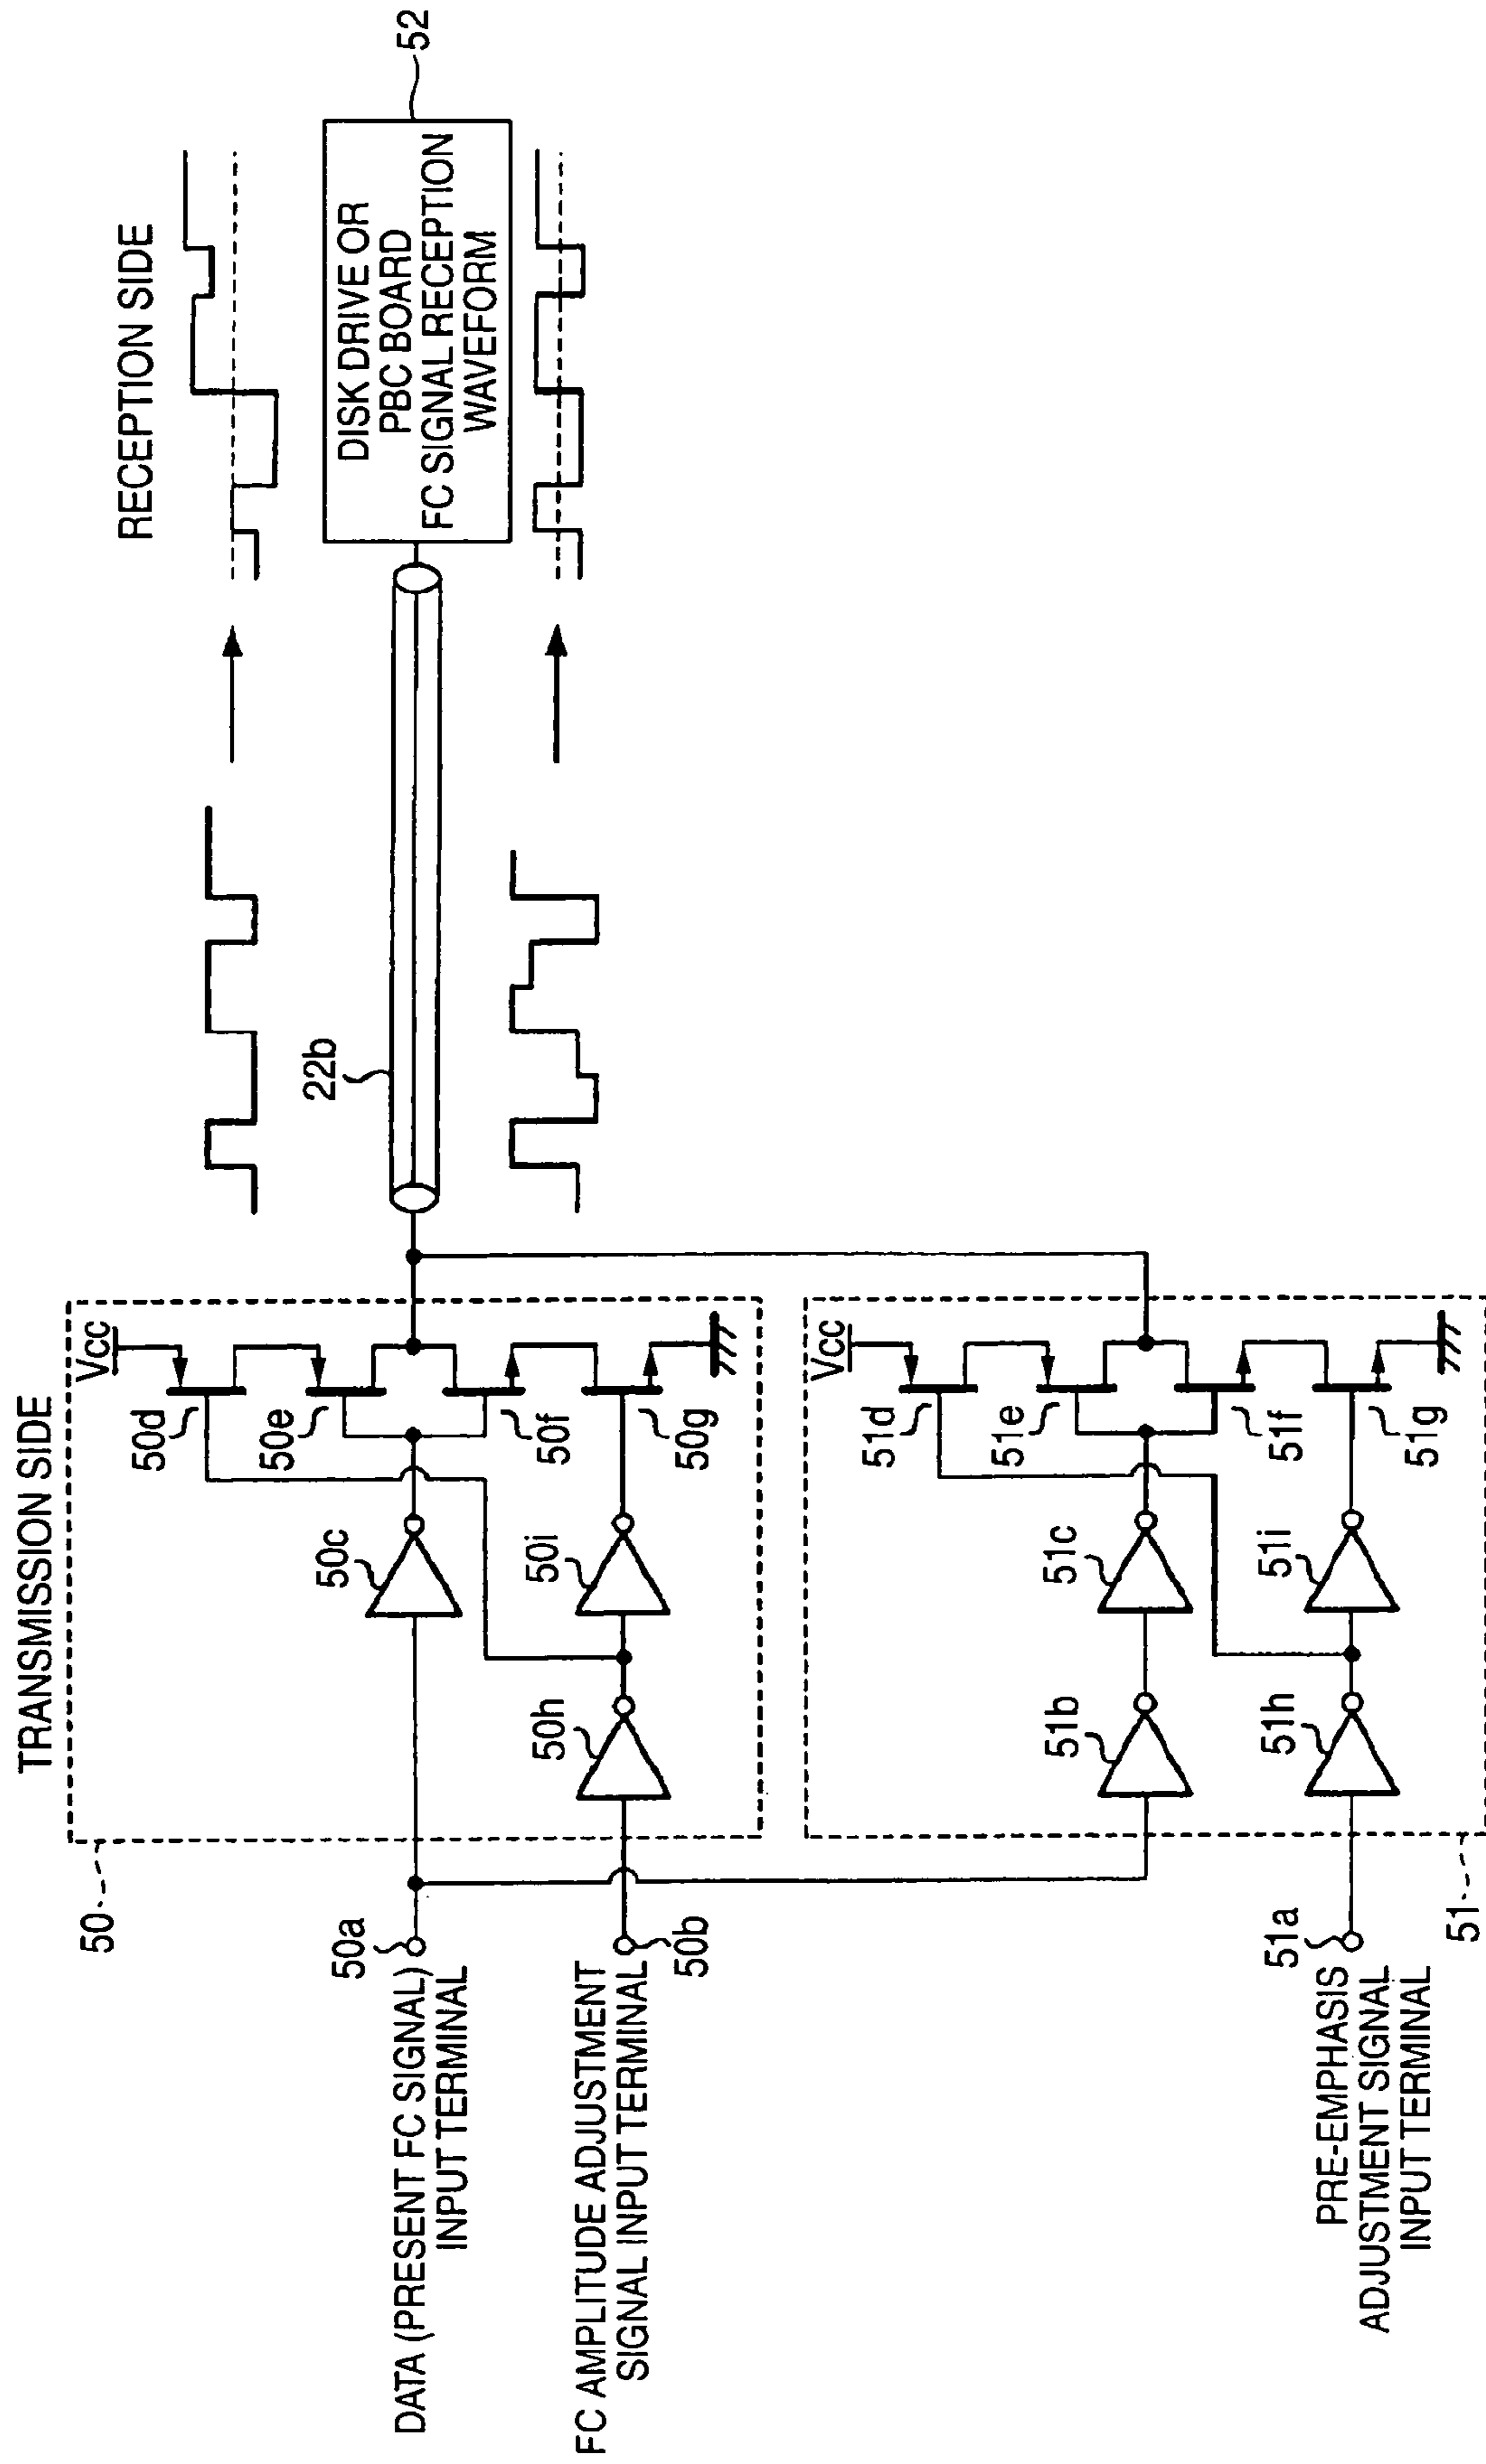 TRANSMISSION SIDE
RECEPTION SIDE
50
50a
DATA (PRESENT FC SIGNAL)
INPUT TERMINAL
FC AMPLITUDE ADJUSTMENT
SIGNAL INPUT TERMINAL
50b
50c
50h
50i
Vcc
50d
50e
50f
50g
22b
52
DISK DRIVE OR
PBC BOARD
FC SIGNAL RECEPTION
WAVEFORM
51
51a
PRE-EMPHASIS
ADJUSTMENT SIGNAL
INPUT TERMINAL
51b
51c
51h
51i
Vcc
51d
51e
51f
51g